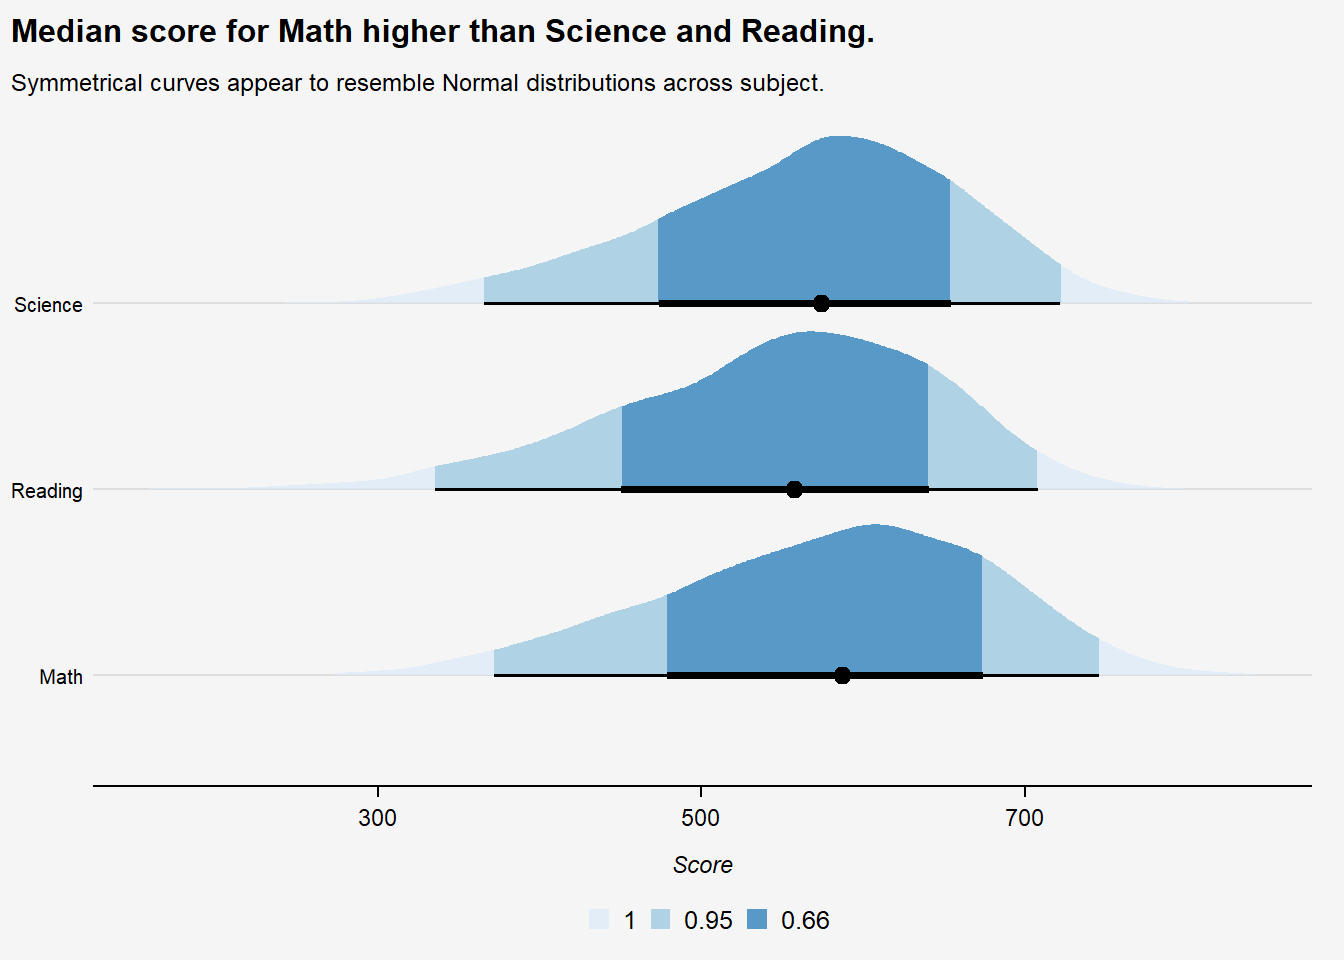 Median score for Math higher than Science and Reading.
Symmetrical curves appear to resemble Normal distributions across subject.
Science
Reading
Math
300 500 700
Score
1 0.95 0.66